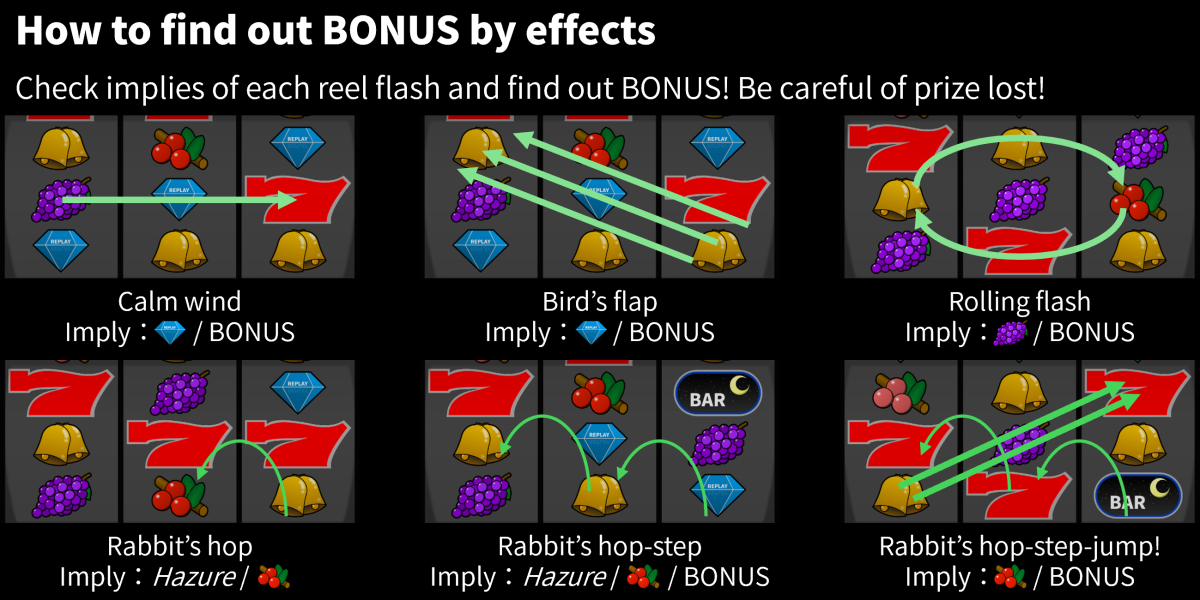 How to find out BONUS by effects
Check implies of each reel flash and find out BONUS! Be careful of prize lost!
REPLAY
REPLAY
REPLAY
REPLAY
REPLAY
REPLAY
Calm wind
Bird's flap
Rolling flash
Imply：REPLAY / BONUS
Imply：REPLAY / BONUS
Imply： / BONUS
REPLAY
BAR
REPLAY
REPLAY
BAR
Rabbit's hop
Rabbit's hop-step
Rabbit's hop-step-jump!
Imply：Hazure /
Imply：Hazure / / BONUS
Imply： / BONUS